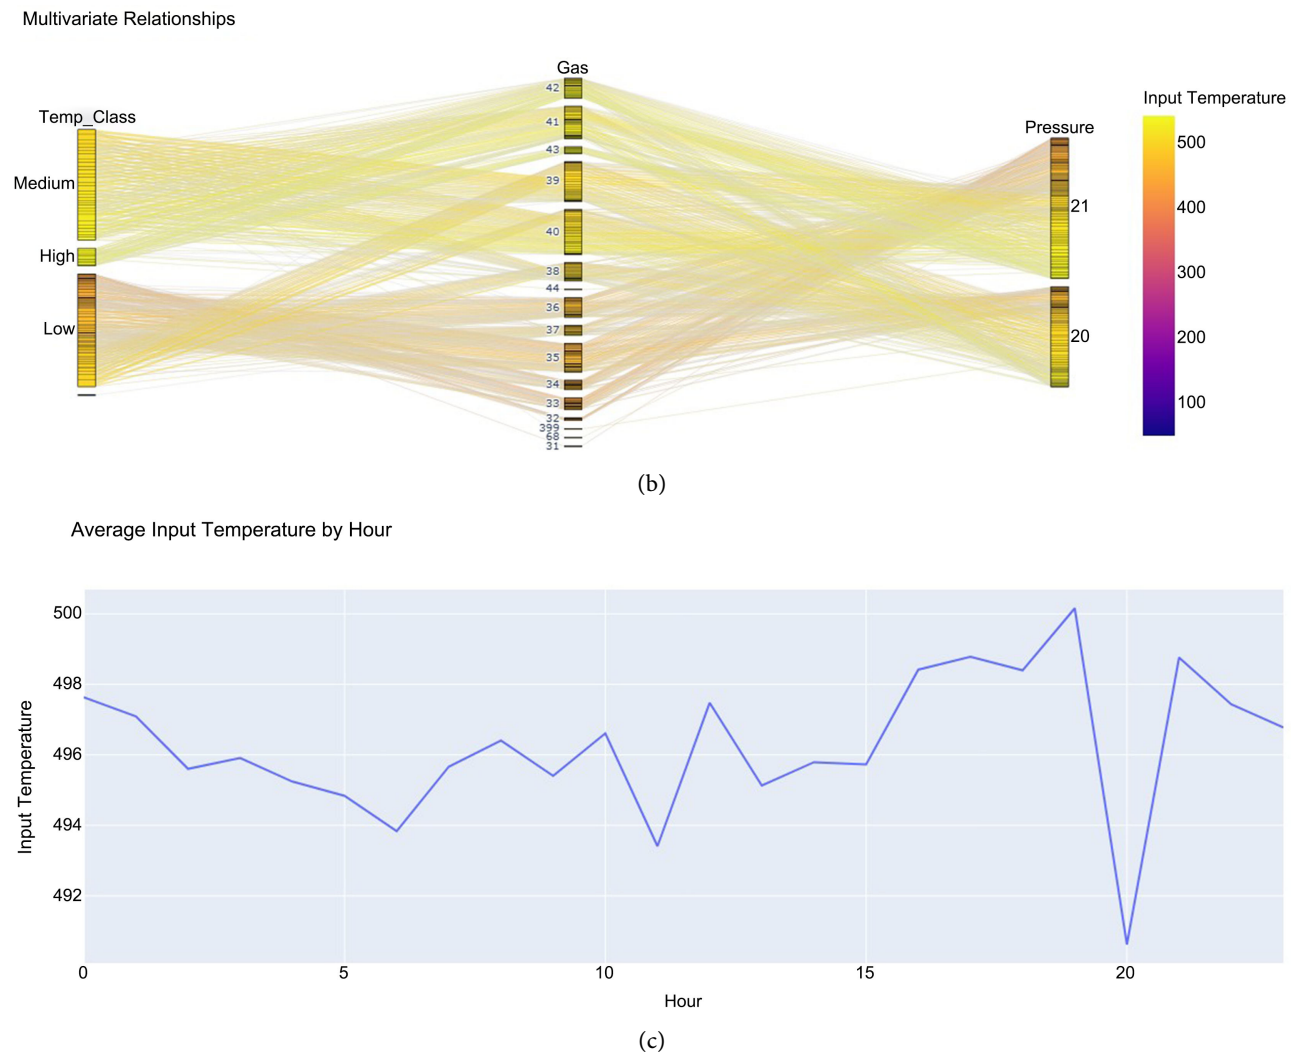 Multivariate Relationships
Gas
Temp_Class
Pressure
Input Temperature
Medium
High
Low
42
41
43
39
40
38
44
36
37
35
34
33
32
399
68
31
21
20
500
400
300
200
100
(b)
Average Input Temperature by Hour
Input Temperature
500
498
496
494
492
0 5 10 15 20
Hour
(c)